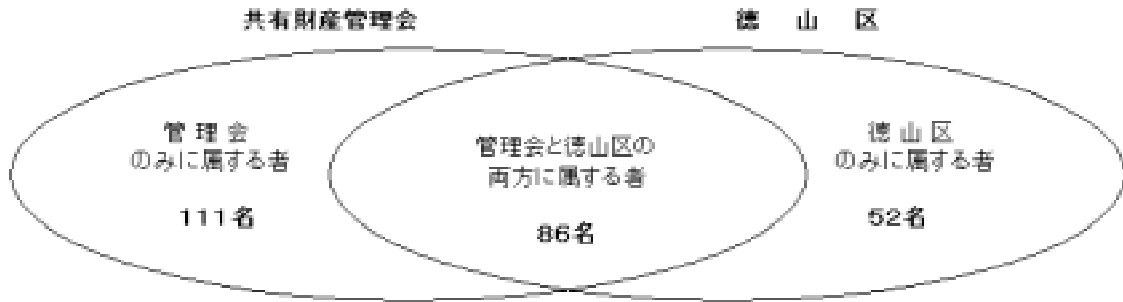 共有財産管理会
徳山区
管理会
のみに属する者
111名
管理会と徳山区の
両方に属する者
86名
徳山区
のみに属する者
52名